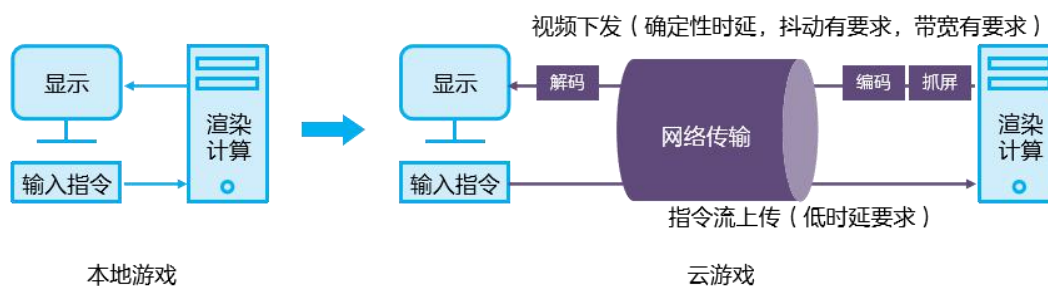 视频下发（确定性时延，抖动有要求，带宽有要求）
显示
渲染
计算
输入指令
本地游戏
显示
解码
网络传输
编码
抓屏
渲染
计算
输入指令
指令流上传（低时延要求）
云游戏